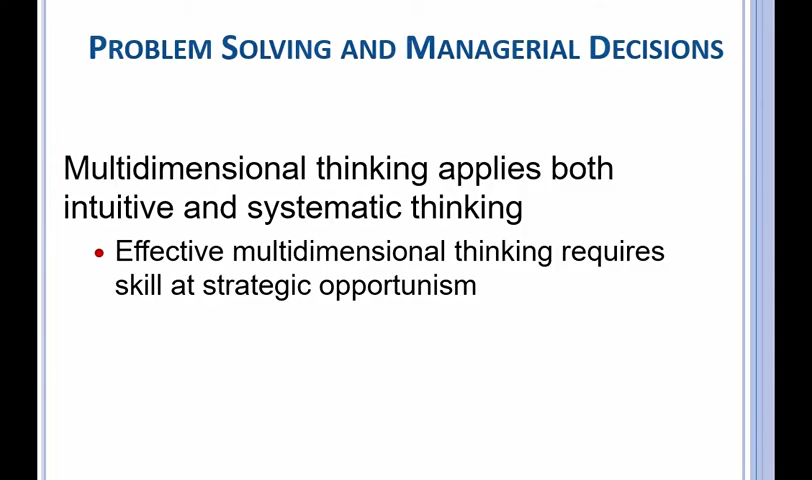 PROBLEM SOLVING AND MANAGERIAL DECISIONS
Multidimensional thinking applies both
intuitive and systematic thinking
• Effective multidimensional thinking requires
skill at strategic opportunism